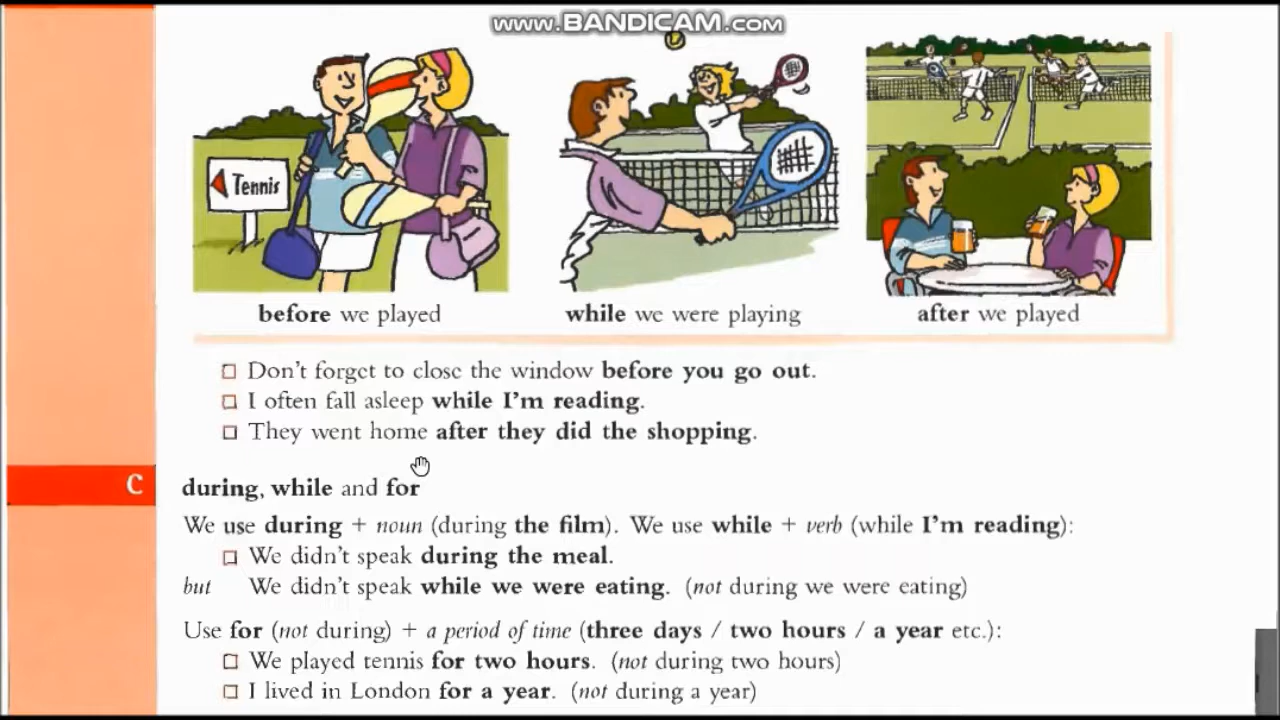 www.BANDICAM.com
Tennis
before we played
while we were playing
after we played
Don't forget to close the window before you go out.
I often fall asleep while I'm reading.
They went home after they did the shopping.
C
during, while and for
We use during + noun (during the film). We use while + verb (while I'm reading):
We didn't speak during the meal.
but We didn't speak while we were eating. (not during we were eating)
Use for (not during) + a period of time (three days / two hours / a year etc.):
We played tennis for two hours. (not during two hours)
I lived in London for a year. (not during a year)